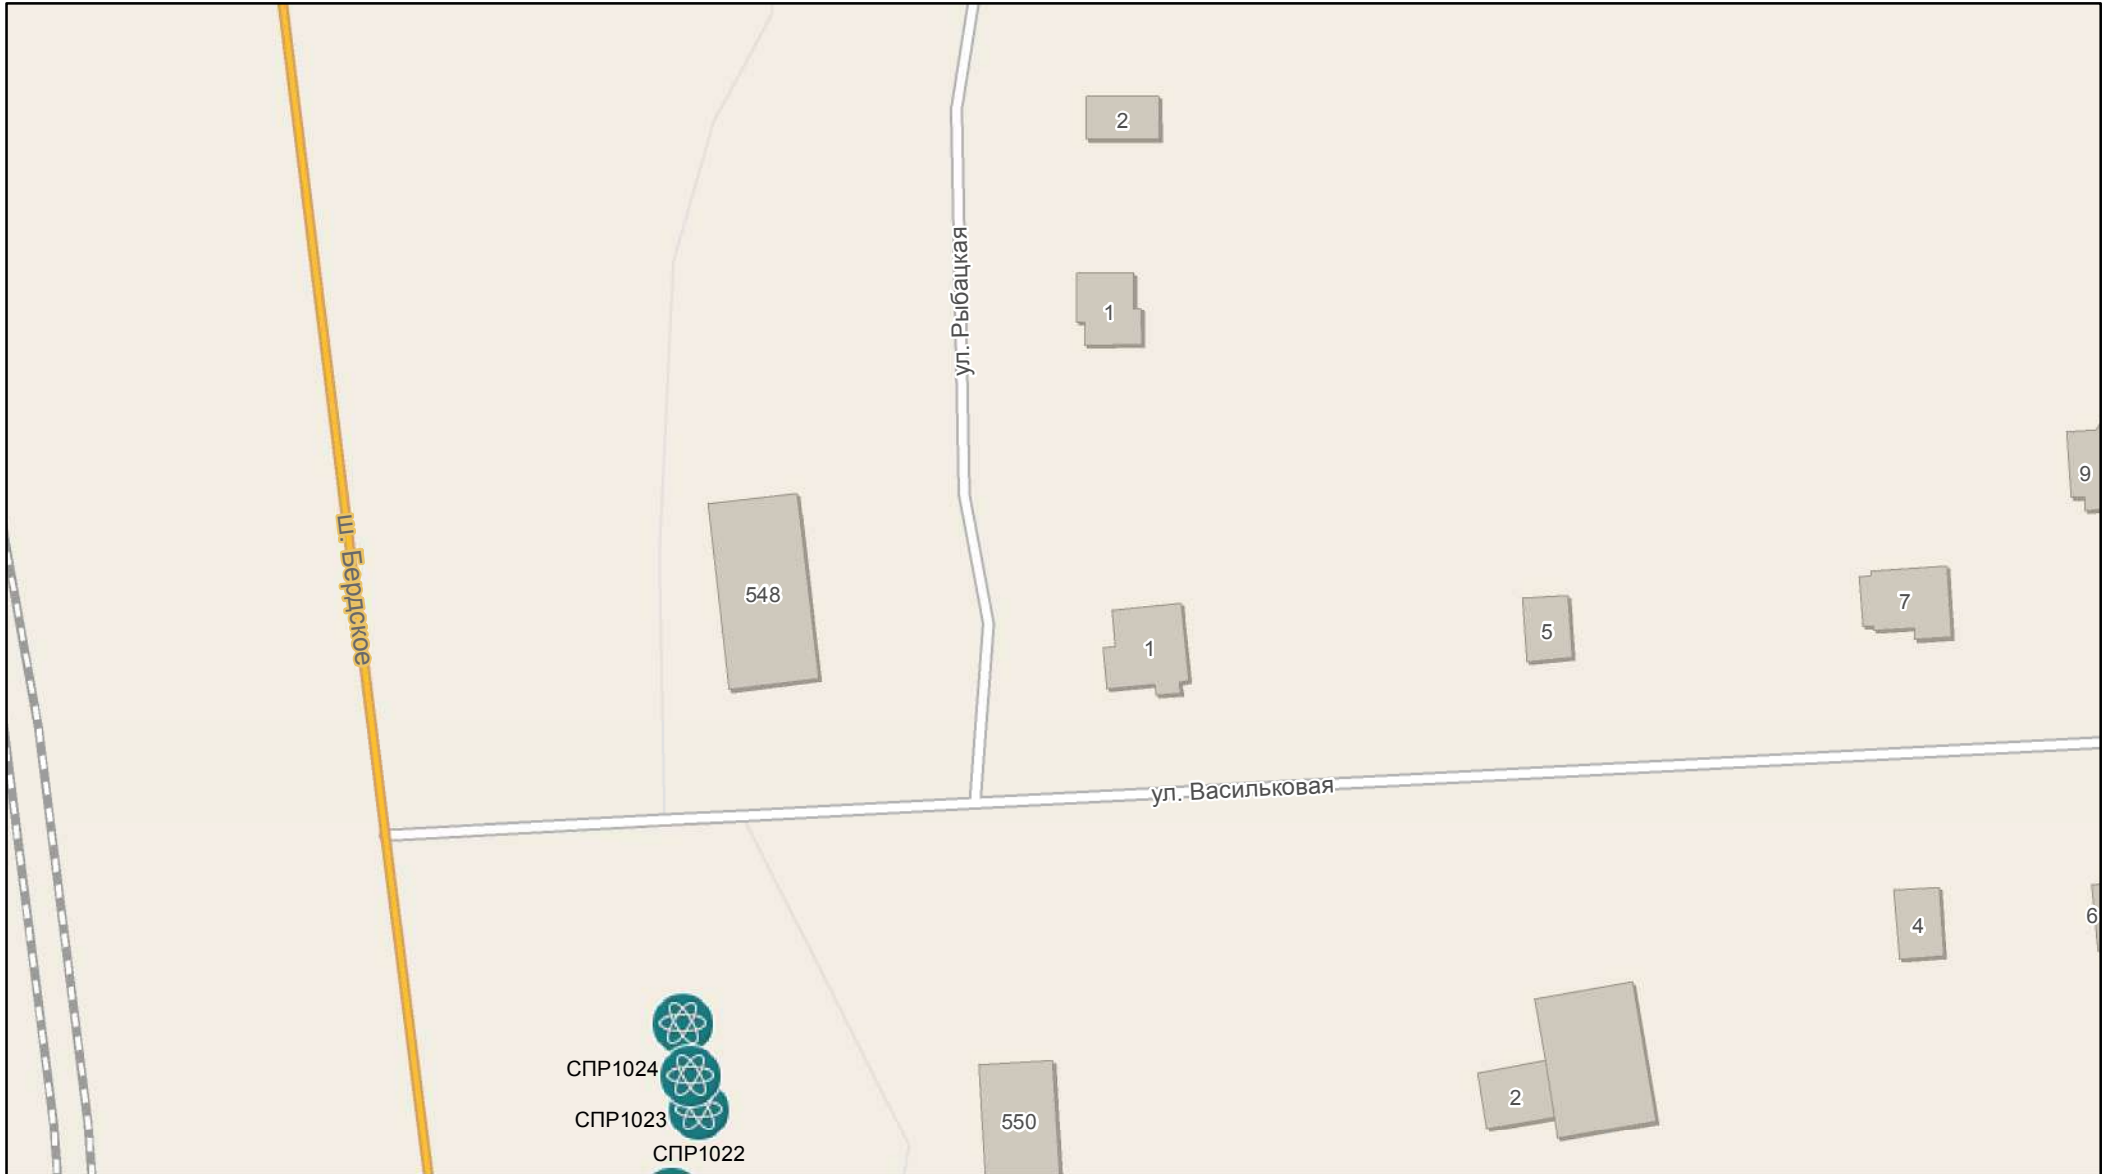 2
ул. Рыбацкая
1
9
ш. Бердское
548
7
5
1
ул. Васильковая
6
4
СПР1024
2
СПР1023
550
СПР1022